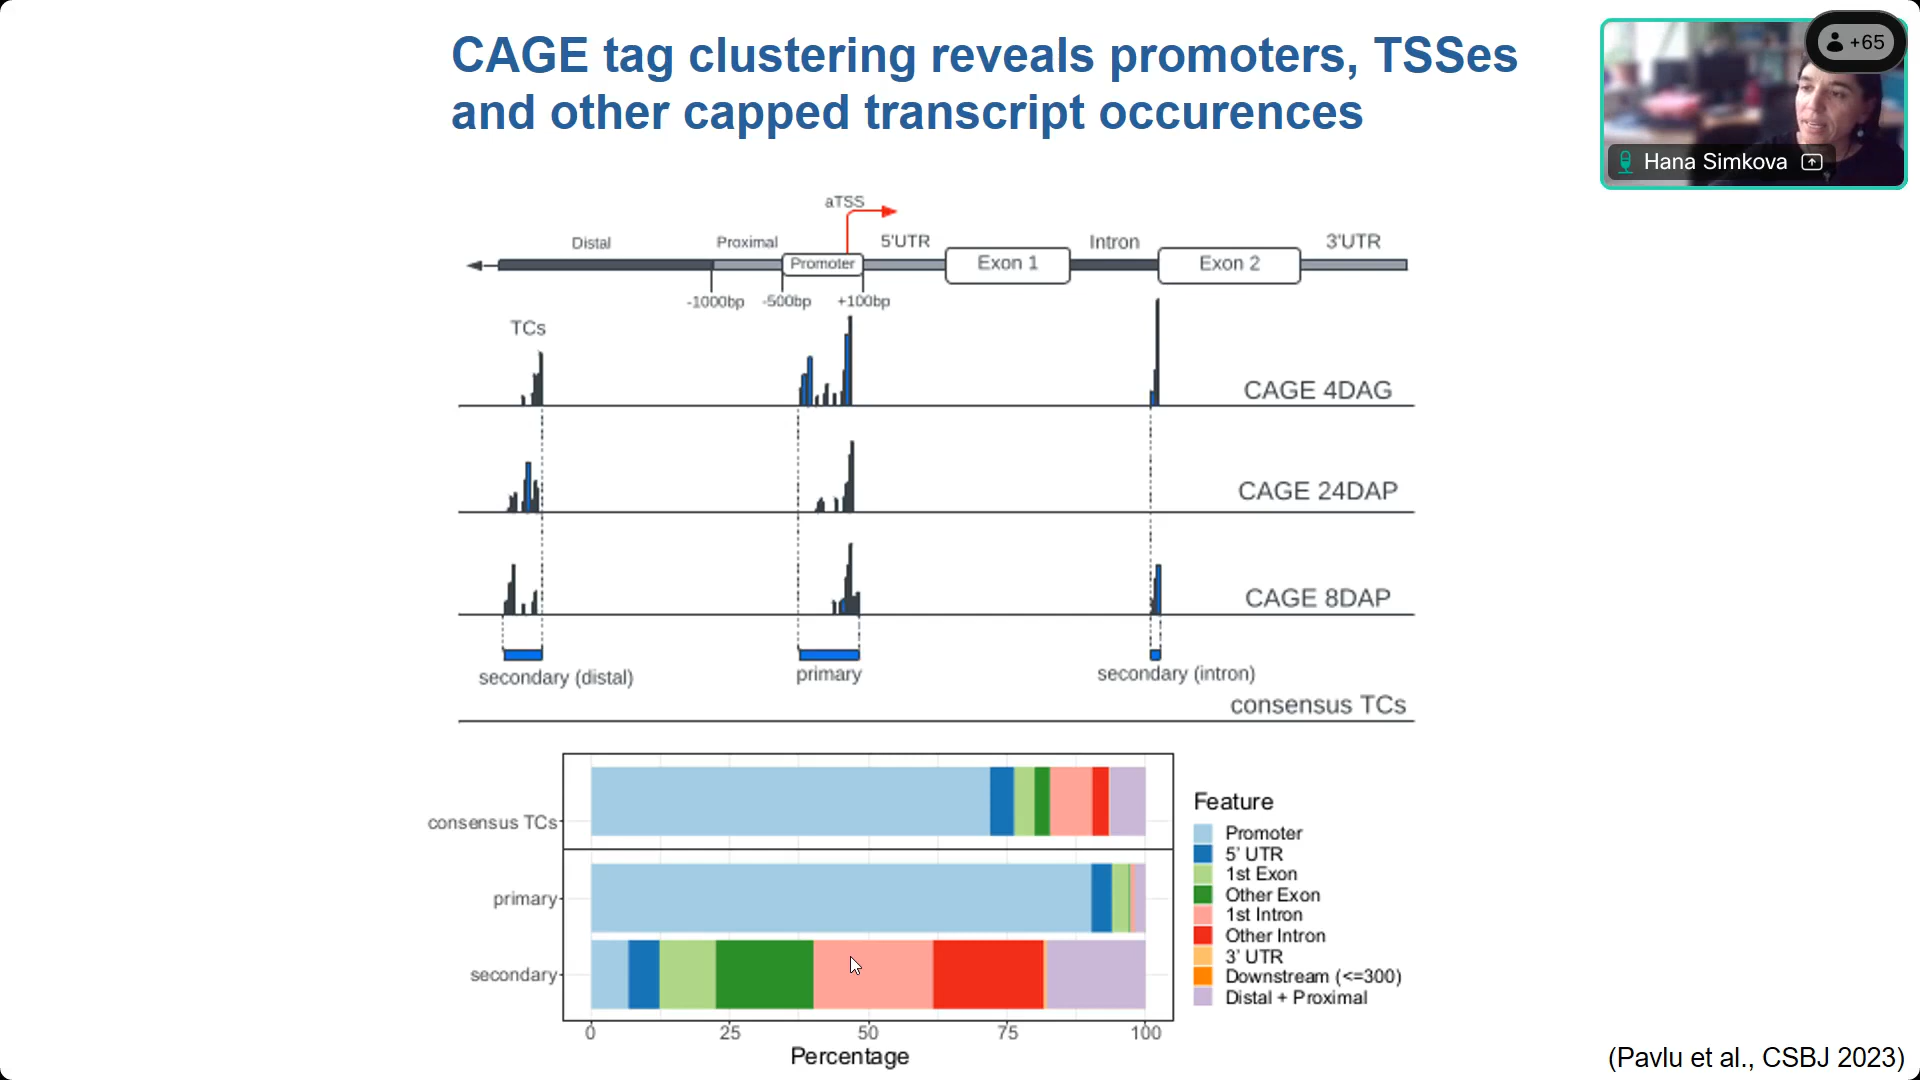 CAGE tag clustering reveals promoters, TSSes
and other capped transcript occurences
+65
Hana Simkova
aTSS
Distal
Proximal
5'UTR
Intron
3'UTR
Promoter
Exon 1
Exon 2
-1000bp
-500bp
+100bp
TCs
CAGE 4DAG
CAGE 24DAP
CAGE 8DAP
secondary (distal)
primary
secondary (intron)
consensus TCs
consensus TCs
primary
secondary
0
25
50
75
100
Percentage
Feature
Promoter
5' UTR
1st Exon
Other Exon
1st Intron
Other Intron
3' UTR
Downstream (<=300)
Distal + Proximal
(Pavlu et al., CSBJ 2023)